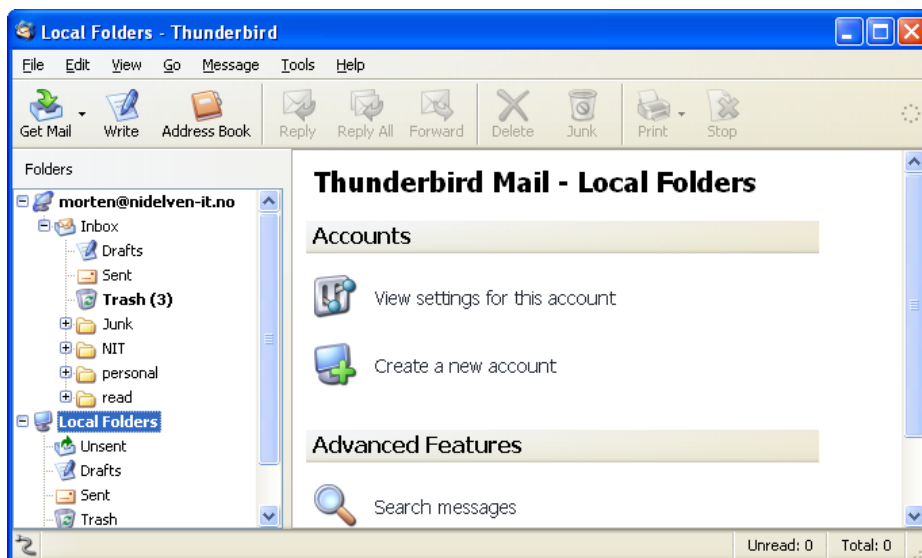 Local Folders - Thunderbird
File Edit View Go Message Tools Help
Get Mail Write Address Book Reply Reply All Forward Delete Junk Print Stop
Folders
morten@nidelven-it.no
Inbox
Drafts
Sent
Trash (3)
Junk
NIT
personal
read
Local Folders
Unsent
Drafts
Sent
Trash
Thunderbird Mail - Local Folders
Accounts
View settings for this account
Create a new account
Advanced Features
Search messages
Unread: 0 Total: 0